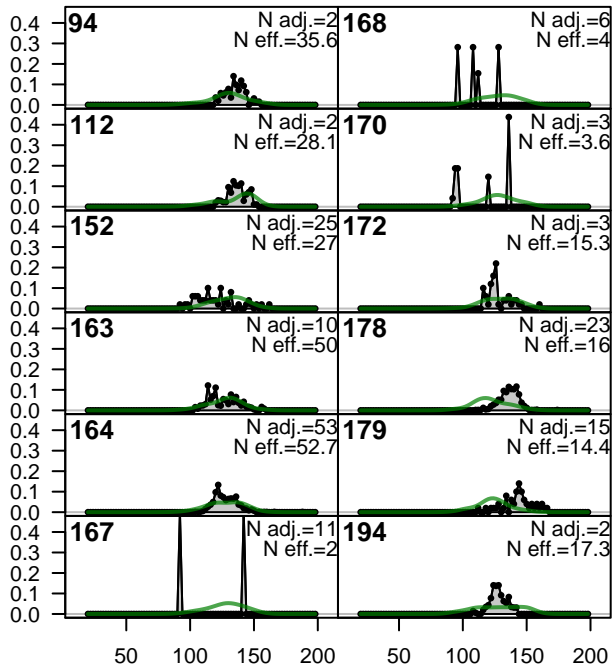 94 N adj.=2
N eff.=35.6
168 N adj.=6
N eff.=4
112 N adj.=2
N eff.=28.1
170 N adj.=3
N eff.=3.6
152 N adj.=25
N eff.=27
172 N adj.=3
N eff.=15.3
163 N adj.=10
N eff.=50
178 N adj.=23
N eff.=16
164 N adj.=53
N eff.=52.7
179 N adj.=15
N eff.=14.4
167 N adj.=11
N eff.=2
194 N adj.=2
N eff.=17.3
0.4
0.3
0.2
0.1
0.0
0.4
0.3
0.2
0.1
0.0
0.4
0.3
0.2
0.1
0.0
0.4
0.3
0.2
0.1
0.0
0.4
0.3
0.2
0.1
0.0
0.4
0.3
0.2
0.1
0.0
50 100 150 200 50 100 150 200